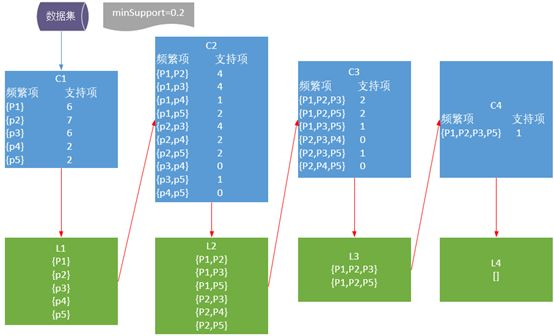 数据集
minSupport=0.2
C1
频繁项 支持项
{P1} 6
{p2} 7
{p3} 6
{p4} 2
{p5} 2
C2
频繁项 支持项
{P1,P2} 4
{p1,p3} 4
{p1,p4} 1
{p1,p5} 2
{p2,p3} 4
{p2,p4} 2
{p2,p5} 2
{p3,p4} 0
{p3,p5} 1
{p4,p5} 0
C3
频繁项 支持项
{P1,P2,P3} 2
{P1,P2,P5} 2
{P1,P3,P5} 1
{P2,P3,P4} 0
{P2,P3,P5} 1
{P2,P4,P5} 0
C4
频繁项 支持项
{P1,P2,P3,P5} 1
L1
{P1}
{p2}
{p3}
{p4}
{p5}
L2
{P1,P2}
{P1,P3}
{P1,P5}
{P2,P3}
{P2,P4}
{P2,P5}
L3
{P1,P2,P3}
{P1,P2,P5}
L4
[]